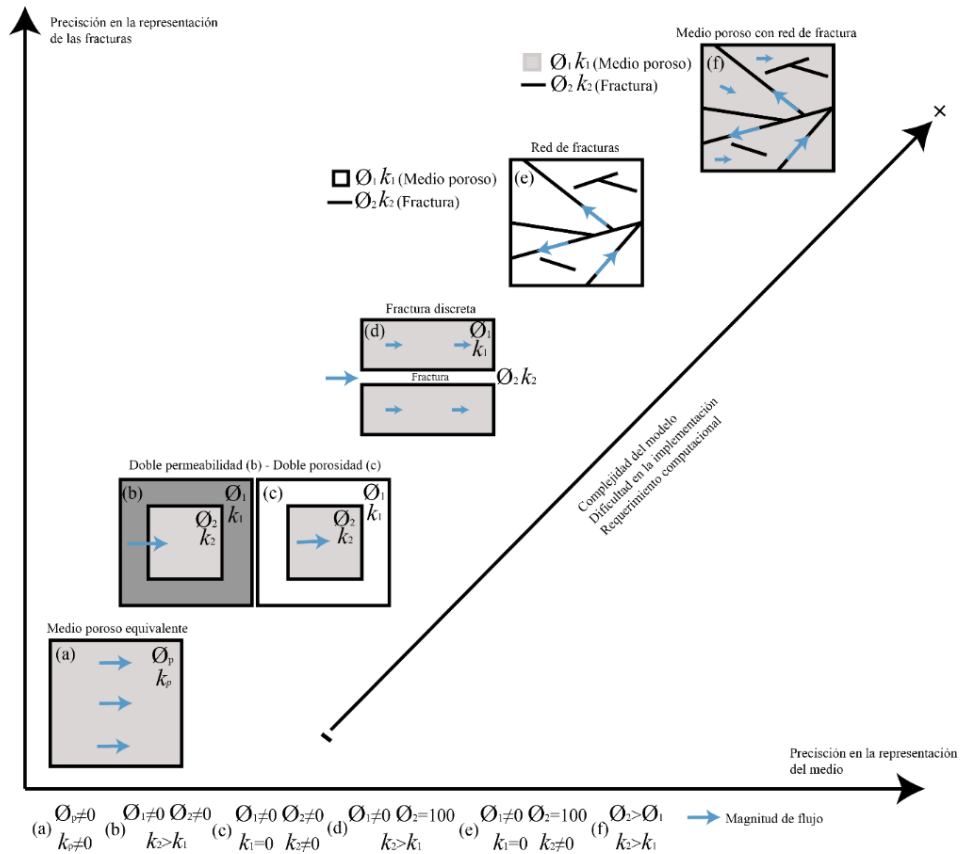 Precisción en la representación
de las fracturas
Medio poroso con red de fractura
Ø₁ k₁ (Medio poroso)
Ø₂ k₂ (Fractura)
(f)
Red de fracturas
Ø₁ k₁ (Medio poroso)
Ø₂ k₂ (Fractura)
(e)
Fractura discreta
(d)
Ø₁
k₁
Fractura
Ø₂ k₂
Doble permeabilidad (b) - Doble porosidad (c)
(b)
Ø₁
k₁
Ø₂
k₂
(c)
Ø₁
k₁
Ø₂
k₂
Medio poroso equivalente
(a)
Øₚ
kₚ
Complejidad del modelo
Dificultad en la implementación
Requerimiento computacional
+
-
Precisción en la representación
del medio
(a) Øₚ≠0
kₚ≠0
(b) Ø₁≠0 Ø₂≠0
k₂>k₁
(c) Ø₁≠0 Ø₂≠0
k₁=0 k₂≠0
(d) Ø₁≠0 Ø₂=100
k₂>k₁
(e) Ø₁≠0 Ø₂=100
k₁=0 k₂≠0
(f) Ø₂>Ø₁
k₂>k₁
Magnitud de flujo